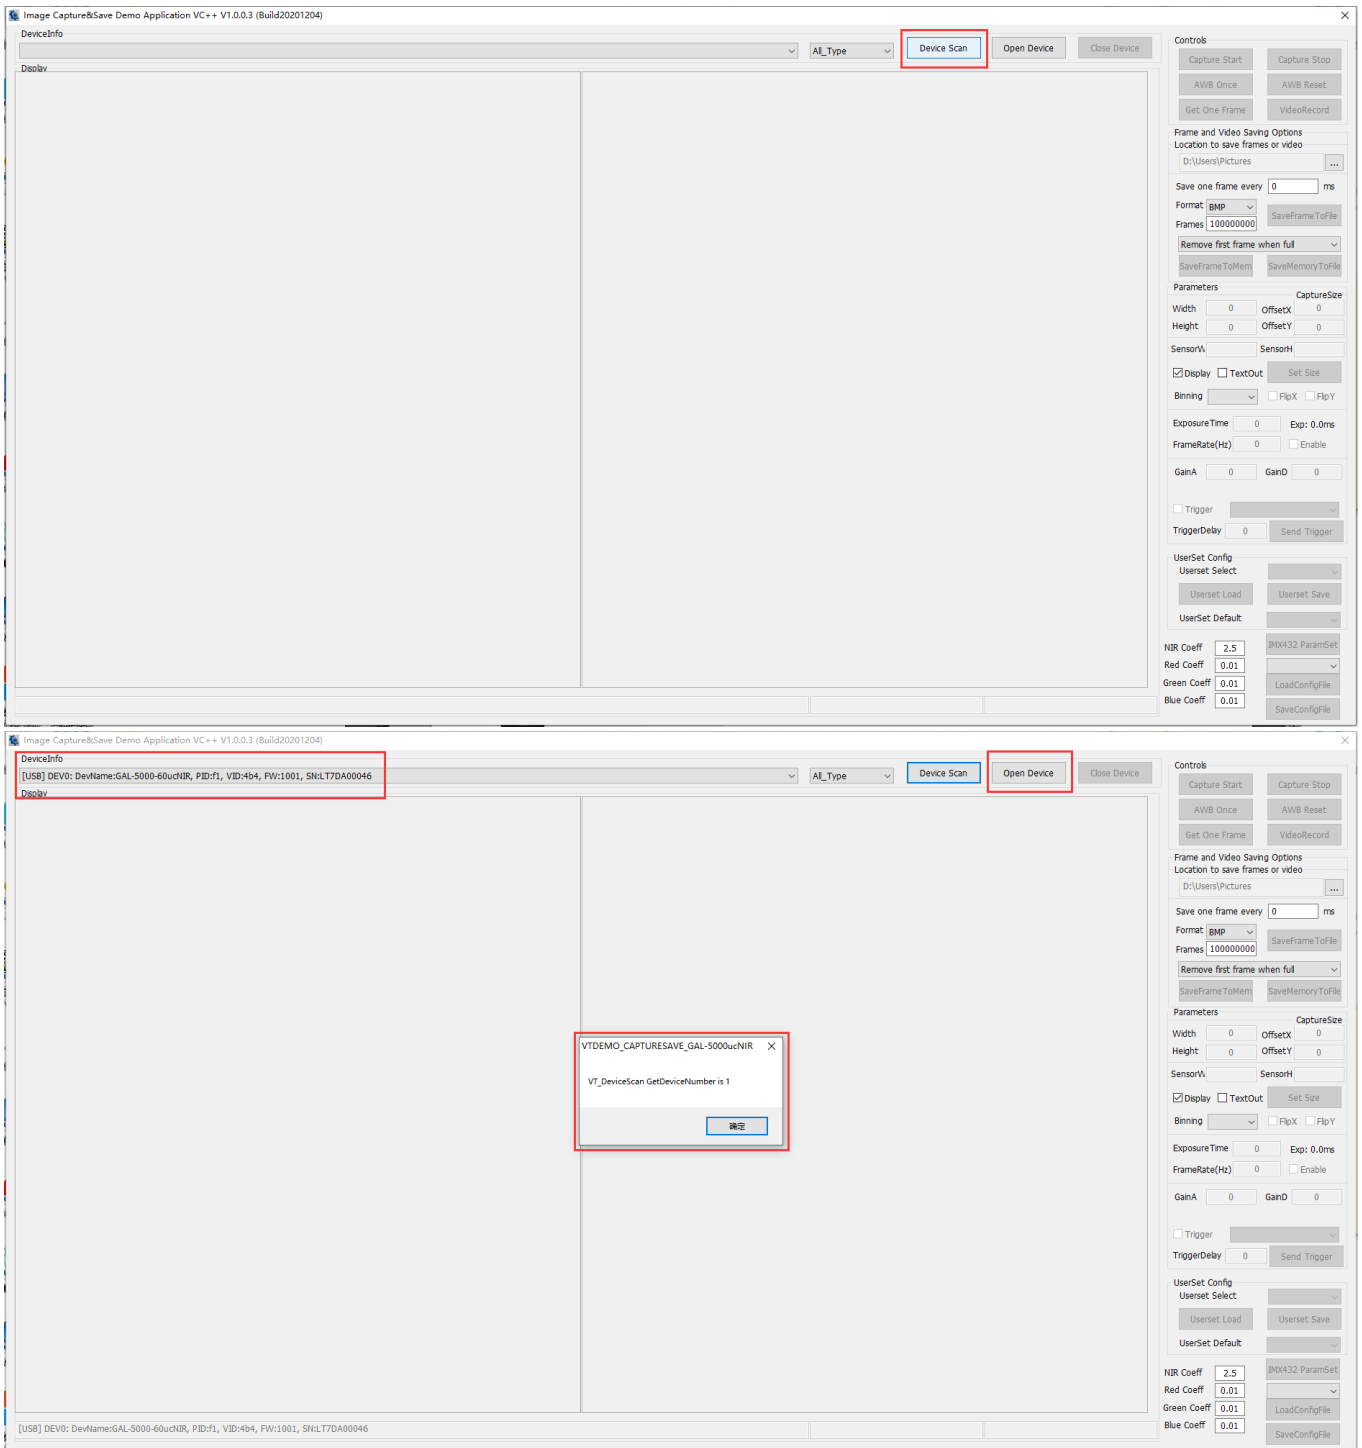 Image Capture&Save Demo Application VC++ V1.0.0.3 (Build20201204)
DeviceInfo
All_Type
Device Scan
Open Device
Close Device
Display
Controls
Capture Start
Capture Stop
AWB Once
AWB Reset
Get One Frame
VideoRecord
Frame and Video Saving Options
Location to save frames or video
D:\Users\Pictures
...
Save one frame every 0 ms
Format BMP
SaveFrameToFile
Frames 100000000
Remove first frame when full
SaveFrameToMem
SaveMemoryToFile
Parameters
CaptureSize
Width 0 OffsetX 0
Height 0 OffsetY 0
SensorW SensorH
Display TextOut Set Size
Binning FlipX FlipY
ExposureTime 0 Exp: 0.0ms
FrameRate(Hz) 0 Enable
GainA 0 GainD 0
Trigger
TriggerDelay 0 Send Trigger
UserSet Config
Userset Select
Userset Load
Userset Save
UserSet Default
NIR Coeff 2.5 IMX432 ParamSet
Red Coeff 0.01
Green Coeff 0.01 LoadConfigFile
Blue Coeff 0.01 SaveConfigFile
Image Capture&Save Demo Application VC++ V1.0.0.3 (Build20201204)
DeviceInfo
[USB] DEV0: DevName:GAL-5000-60ucNIR, PID:f1, VID:4b4, FW:1001, SN:LT7DA00046
All_Type
Device Scan
Open Device
Close Device
Display
VTDEMO_CAPTURESAVE_GAL-5000ucNIR
VT_DeviceScan GetDeviceNumber is 1
确定
Controls
Capture Start
Capture Stop
AWB Once
AWB Reset
Get One Frame
VideoRecord
Frame and Video Saving Options
Location to save frames or video
D:\Users\Pictures
...
Save one frame every 0 ms
Format BMP
SaveFrameToFile
Frames 100000000
Remove first frame when full
SaveFrameToMem
SaveMemoryToFile
Parameters
CaptureSize
Width 0 OffsetX 0
Height 0 OffsetY 0
SensorW SensorH
Display TextOut Set Size
Binning FlipX FlipY
ExposureTime 0 Exp: 0.0ms
FrameRate(Hz) 0 Enable
GainA 0 GainD 0
Trigger
TriggerDelay 0 Send Trigger
UserSet Config
Userset Select
Userset Load
Userset Save
UserSet Default
NIR Coeff 2.5 IMX432 ParamSet
Red Coeff 0.01
Green Coeff 0.01 LoadConfigFile
Blue Coeff 0.01 SaveConfigFile
[USB] DEV0: DevName:GAL-5000-60ucNIR, PID:f1, VID:4b4, FW:1001, SN:LT7DA00046